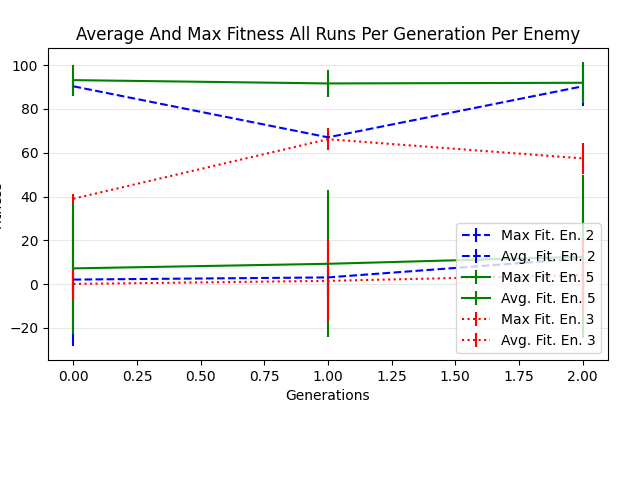 Average And Max Fitness All Runs Per Generation Per Enemy
100
80
60
40
20
0
−20
0.00 0.25 0.50 0.75 1.00 1.25 1.50 1.75 2.00
Generations
Max Fit. En. 2
Avg. Fit. En. 2
Max Fit. En. 5
Avg. Fit. En. 5
Max Fit. En. 3
Avg. Fit. En. 3